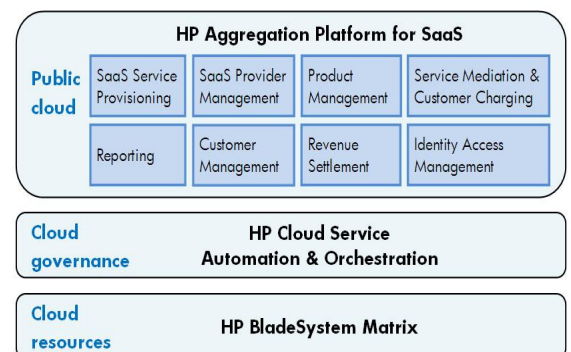 HP Aggregation Platform for SaaS
Public
cloud
SaaS Service
Provisioning
SaaS Provider
Management
Product
Management
Service Mediation &
Customer Charging
Reporting
Customer
Management
Revenue
Settlement
Identity Access
Management
Cloud
governance
HP Cloud Service
Automation & Orchestration
Cloud
resources
HP BladeSystem Matrix